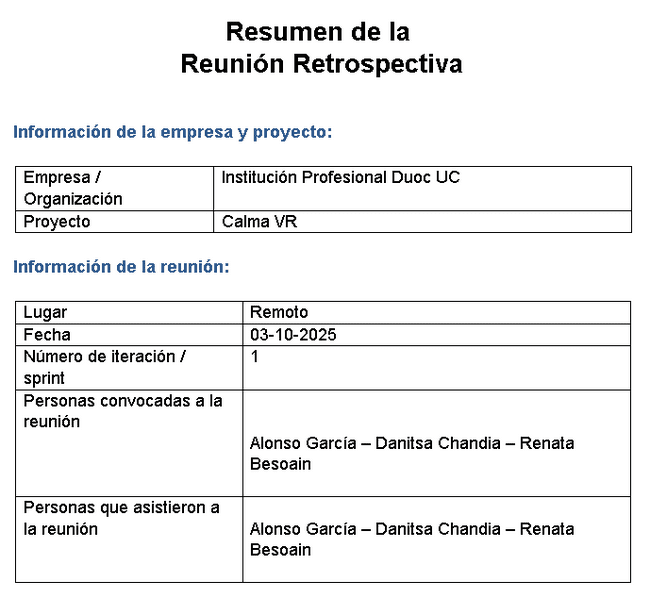 Resumen de la
Reunión Retrospectiva
Información de la empresa y proyecto:
Empresa /
Organización
Institución Profesional Duoc UC
Proyecto
Calma VR
Información de la reunión:
Lugar
Remoto
Fecha
03-10-2025
Número de iteración /
sprint
1
Personas convocadas a la
reunión
Alonso García – Danitsa Chandia – Renata
Besoain
Personas que asistieron a
la reunión
Alonso García – Danitsa Chandia – Renata
Besoain